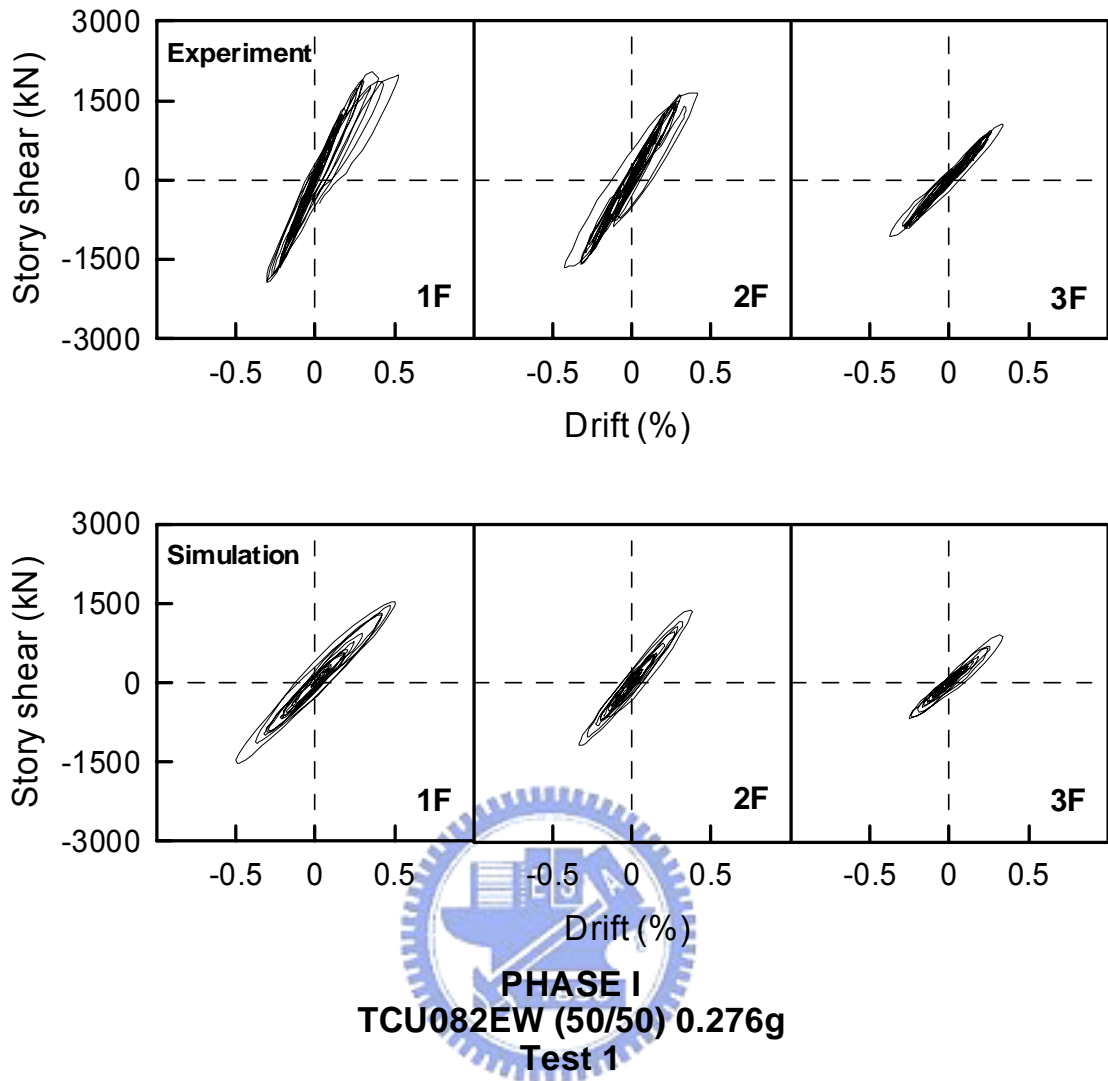 3000
1500
0
-1500
-3000
Story shear (kN)
Experiment
1F
2F
3F
-0.5 0 0.5
-0.5 0 0.5
-0.5 0 0.5
Drift (%)
3000
1500
0
-1500
-3000
Story shear (kN)
Simulation
1F
2F
3F
-0.5 0 0.5
-0.5 0 0.5
-0.5 0 0.5
Drift (%)
PHASE I
TCU082EW (50/50) 0.276g
Test 1